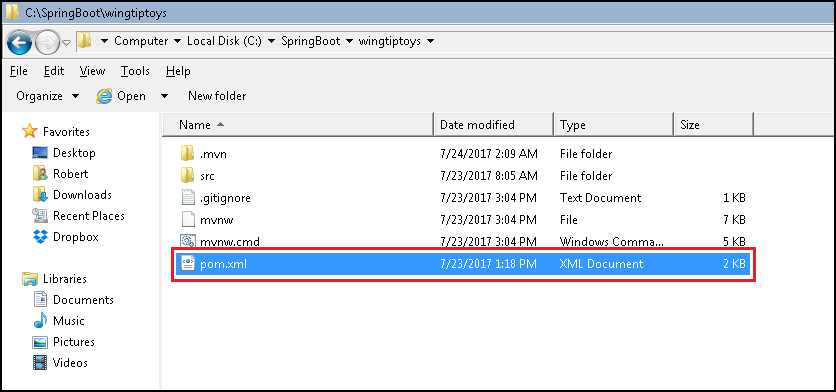 C:\SpringBoot\wingtiptoys
Computer Local Disk (C:) SpringBoot wingtiptoys
File Edit View Tools Help
Organize Open New folder
Name Date modified Type Size
Favorites
Desktop
Robert
Downloads
Recent Places
Dropbox
Libraries
Documents
Music
Pictures
Videos
.mvn 7/24/2017 2:09 AM File folder
src 7/23/2017 8:05 AM File folder
.gitignore 7/23/2017 3:04 PM Text Document 1 KB
mvnw 7/23/2017 3:04 PM File 7 KB
mvnw.cmd 7/23/2017 3:04 PM Windows Comma... 5 KB
pom.xml 7/23/2017 1:18 PM XML Document 2 KB